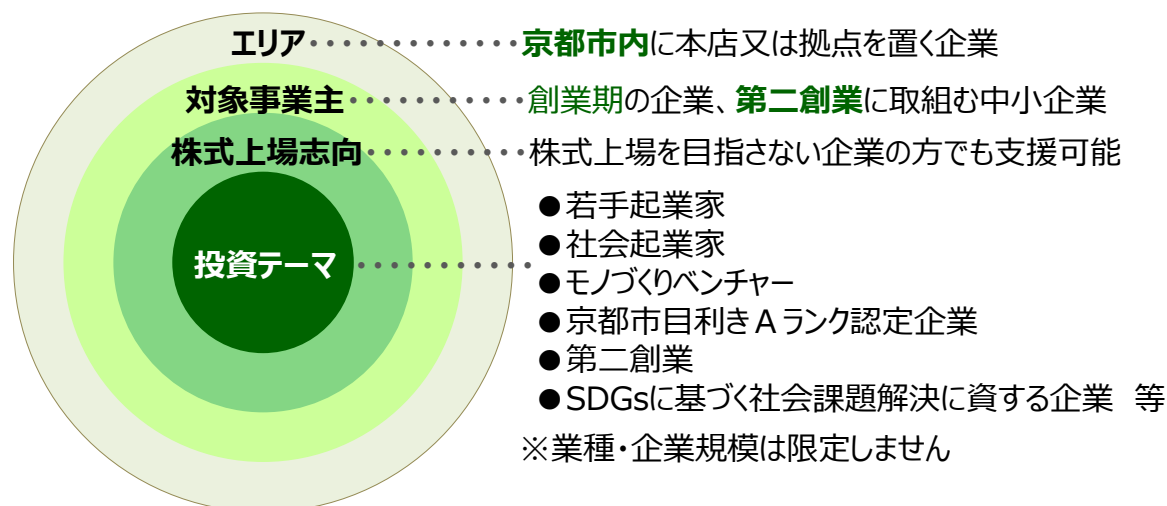 エリア・・・・・・・・・・・京都市内に本店又は拠点を置く企業
対象事業主・・・・・・・・・・創業期の企業、第二創業に取組む中小企業
株式上場志向・・・・・・・・・株式上場を目指さない企業の方でも支援可能
投資テーマ・・・・・・・・・
●若手起業家
●社会起業家
●モノづくりベンチャー
●京都市目利きAランク認定企業
●第二創業
●SDGsに基づく社会課題解決に資する企業 等
※業種・企業規模は限定しません